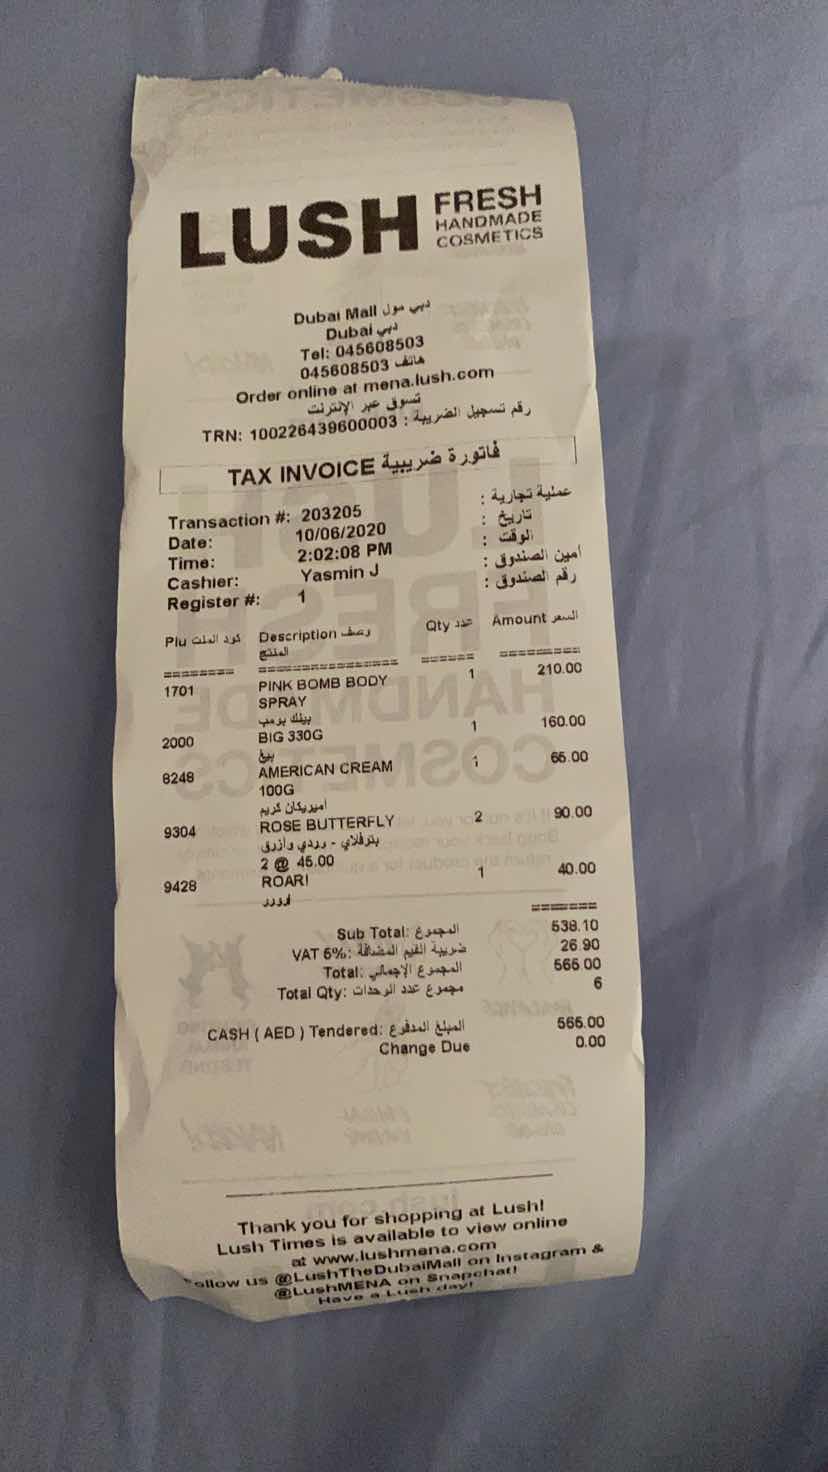 LUSH FRESH
HANDMADE
COSMETICS
Dubai Mall دبي مول
Dubai دبي
Tel: 045608503
045608503 هاتف
Order online at mena.lush.com
تسوق عبر الإنترنت
TRN: 100226439600003 : رقم تسجيل الضريبة
TAX INVOICE فاتورة ضريبية
Transaction #: 203205 عملية تجارية :
Date: 10/06/2020 تاريخ :
Time: 2:02:08 PM الوقت :
Cashier: Yasmin J أمين الصندوق :
Register #: 1 رقم الصندوق :
Plu كود الملت Description وصف Qty عدد Amount السعر
المنتج
======== ================ ====== =========
1701 PINK BOMB BODY 1 210.00
SPRAY
بينك بومب
2000 BIG 330G 1 160.00
بيغ
8248 AMERICAN CREAM 1 65.00
100G
أميريكان كريم
9304 ROSE BUTTERFLY 2 90.00
بترفلاي - وردي وأزرق
2 @ 45.00
9428 ROAR! 1 40.00
=======
Sub Total: المجموع 538.10
VAT 5%: ضريبة القيم المضافة 26.90
Total: المجموع الإجمالي 565.00
Total Qty: مجموع عدد الوحدات 6
CASH ( AED ) Tendered: المبلغ المدفوع 565.00
Change Due 0.00
Thank you for shopping at Lush!
Lush Times is available to view online
at www.lushmena.com
Follow us @LushTheDubaiMall on Instagram &
@LushMENA on Snapchat!
Have a Lush day!